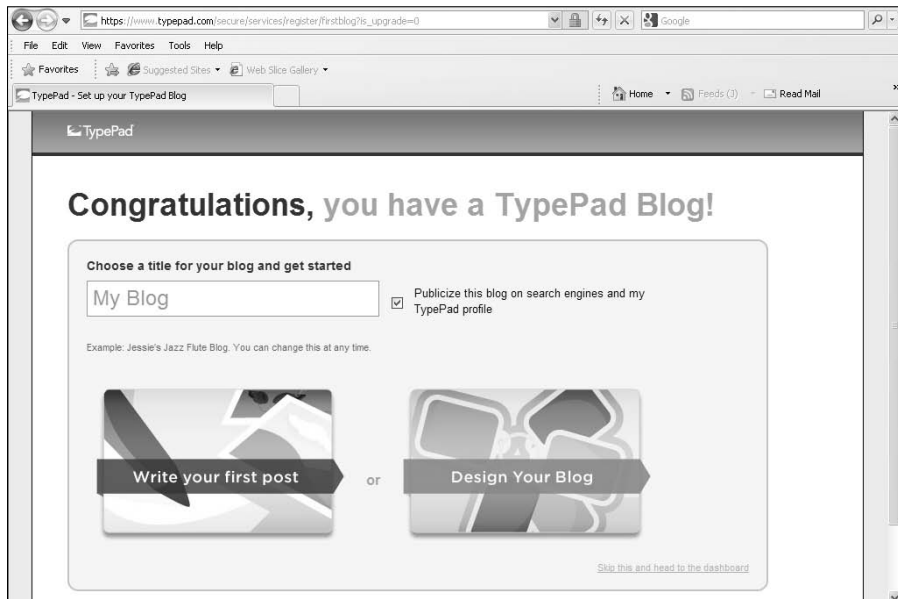 https://www.typepad.com/secure/services/register/firstblog?is_upgrade=0
Google
File Edit View Favorites Tools Help
Favorites Suggested Sites Web Slice Gallery
TypePad - Set up your TypePad Blog
Home Feeds (J) Read Mail »
TypePad
Congratulations, you have a TypePad Blog!
Choose a title for your blog and get started
My Blog
Publicize this blog on search engines and my
TypePad profile
Example: Jessie's Jazz Flute Blog. You can change this at any time.
Write your first post or Design Your Blog
Skip this and head to the dashboard